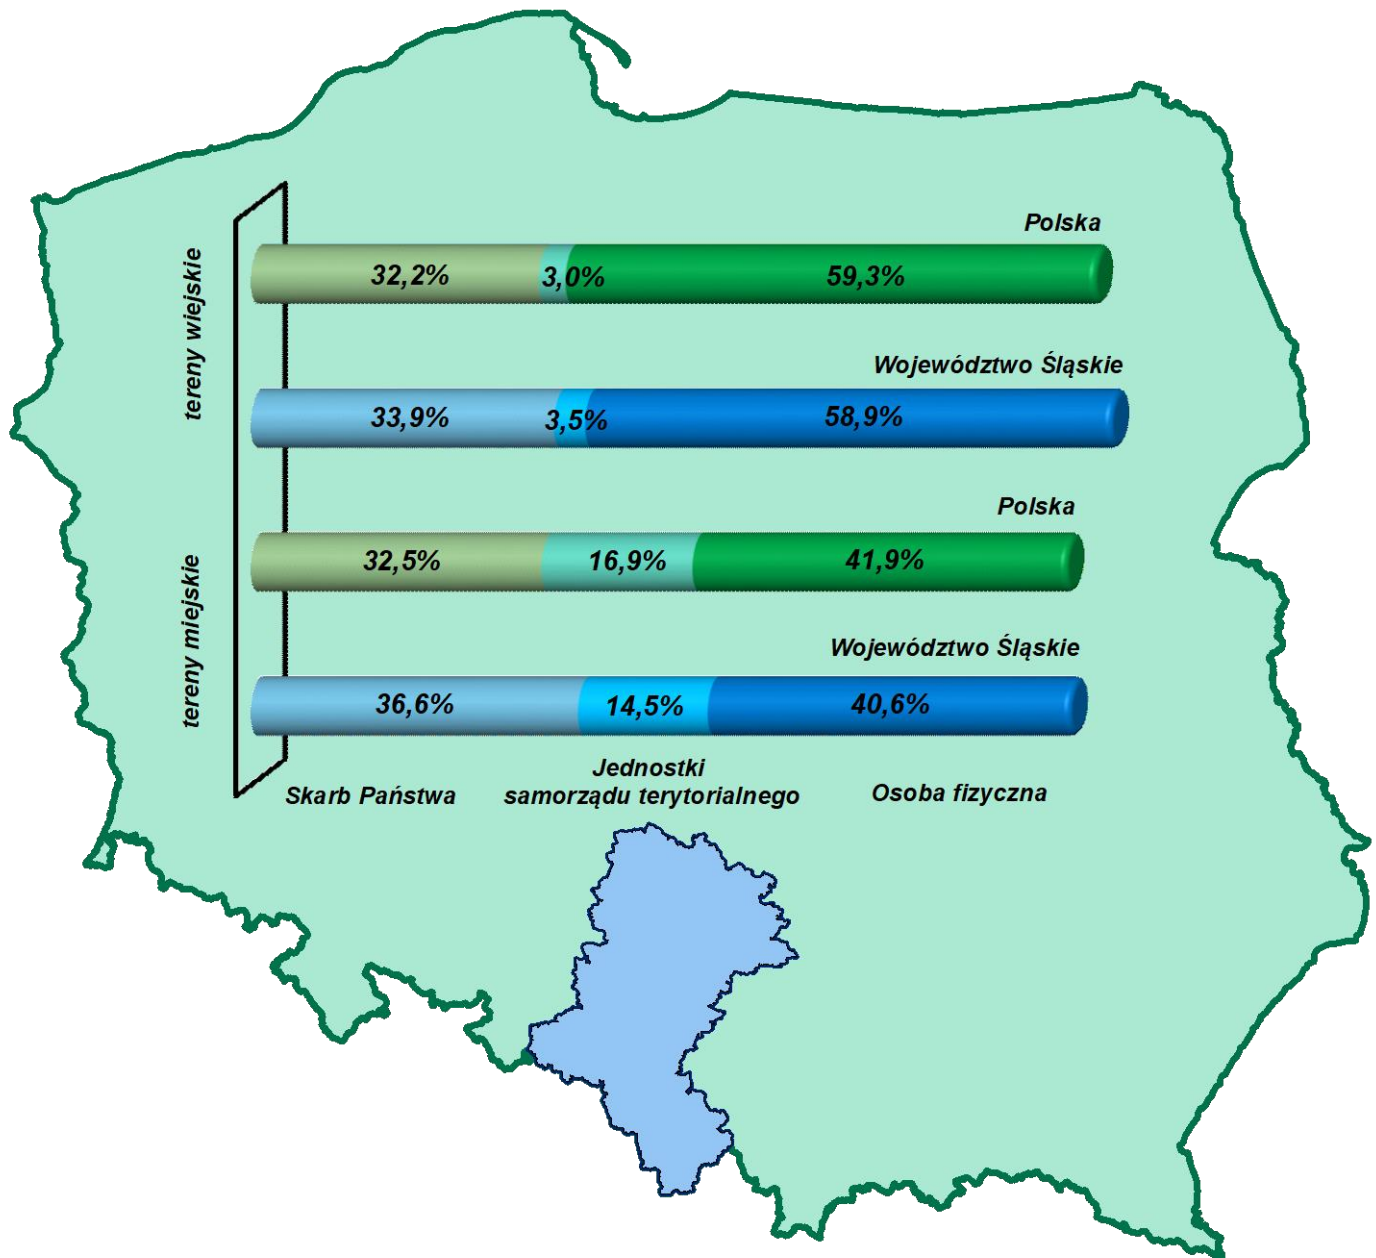 Polska
tereny wiejskie
32,2% 3,0% 59,3%
Województwo Śląskie
33,9% 3,5% 58,9%
Polska
tereny miejskie
32,5% 16,9% 41,9%
Województwo Śląskie
36,6% 14,5% 40,6%
Skarb Państwa
Jednostki
samorządu terytorialnego
Osoba fizyczna